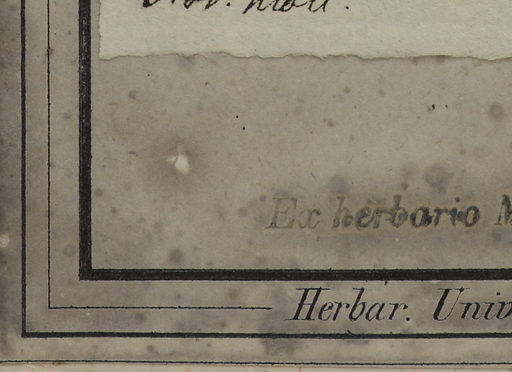 Ex herbario M
Herbar. Univ